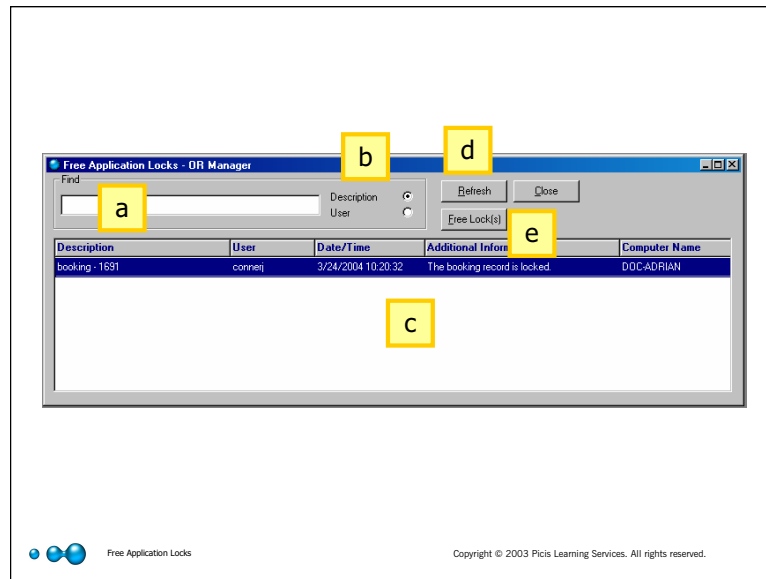 b
d
Free Application Locks - OR Manager
Find
a
Description
User
Refresh
Close
Free Lock(s)
e
Description User Date/Time Additional Inform Computer Name
booking - 1691 connerj 3/24/2004 10:20:32 The booking record is locked. DOC-ADRIAN
c
Free Application Locks
Copyright © 2003 Picis Learning Services. All rights reserved.